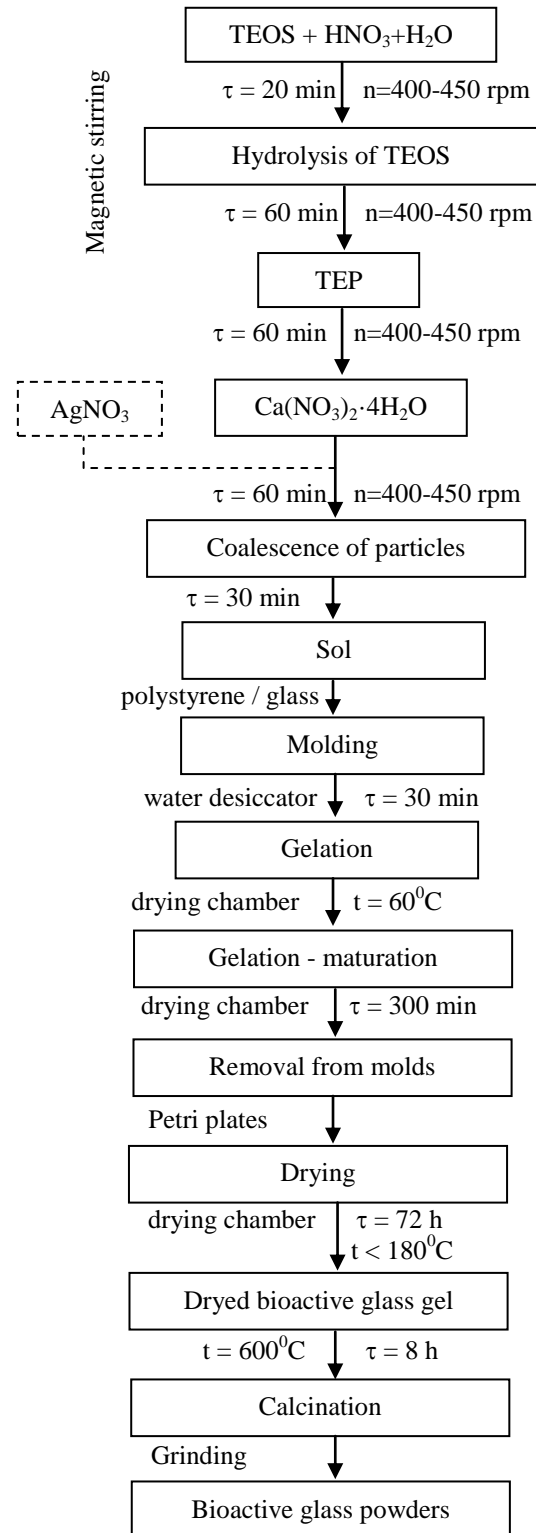 TEOS + HNO₃+H₂O
Magnetic stirring
τ = 20 min n=400-450 rpm
Hydrolysis of TEOS
τ = 60 min n=400-450 rpm
TEP
τ = 60 min n=400-450 rpm
AgNO₃
Ca(NO₃)₂·4H₂O
τ = 60 min n=400-450 rpm
Coalescence of particles
τ = 30 min
Sol
polystyrene / glass
Molding
water desiccator τ = 30 min
Gelation
drying chamber t = 60⁰C
Gelation - maturation
drying chamber τ = 300 min
Removal from molds
Petri plates
Drying
drying chamber τ = 72 h
t < 180⁰C
Dryed bioactive glass gel
t = 600⁰C τ = 8 h
Calcination
Grinding
Bioactive glass powders